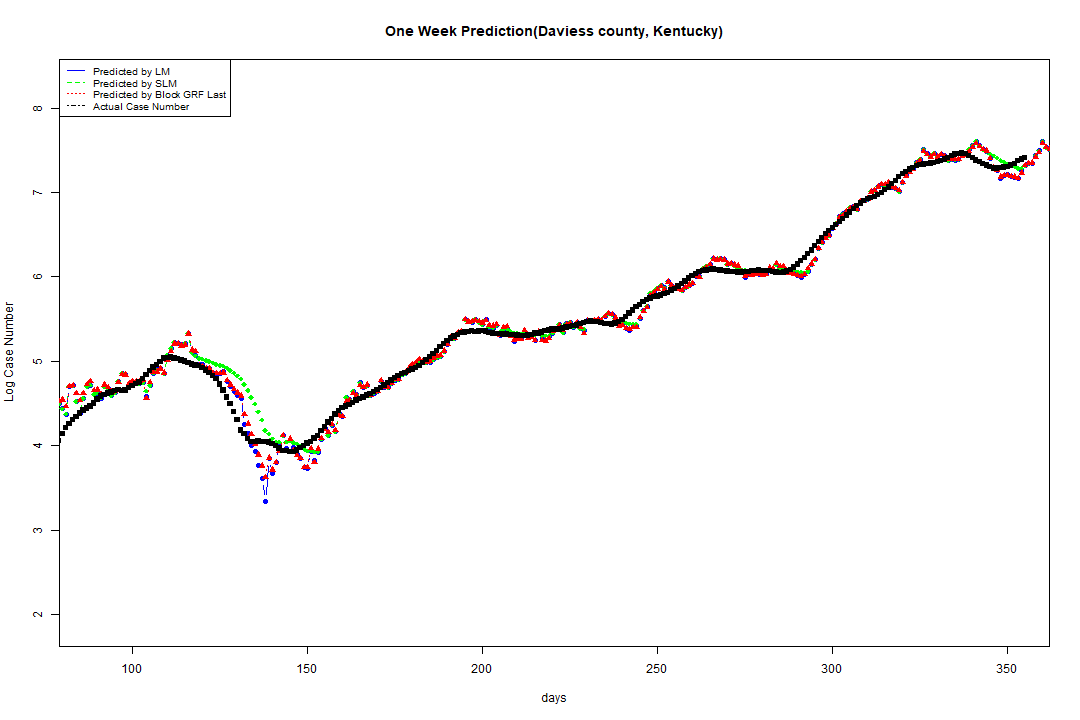 One Week Prediction(Daviess county, Kentucky)
Predicted by LM
Predicted by SLM
Predicted by Block GRF Last
Actual Case Number
8
7
6
5
4
3
2
Log Case Number
100 150 200 250 300 350
days